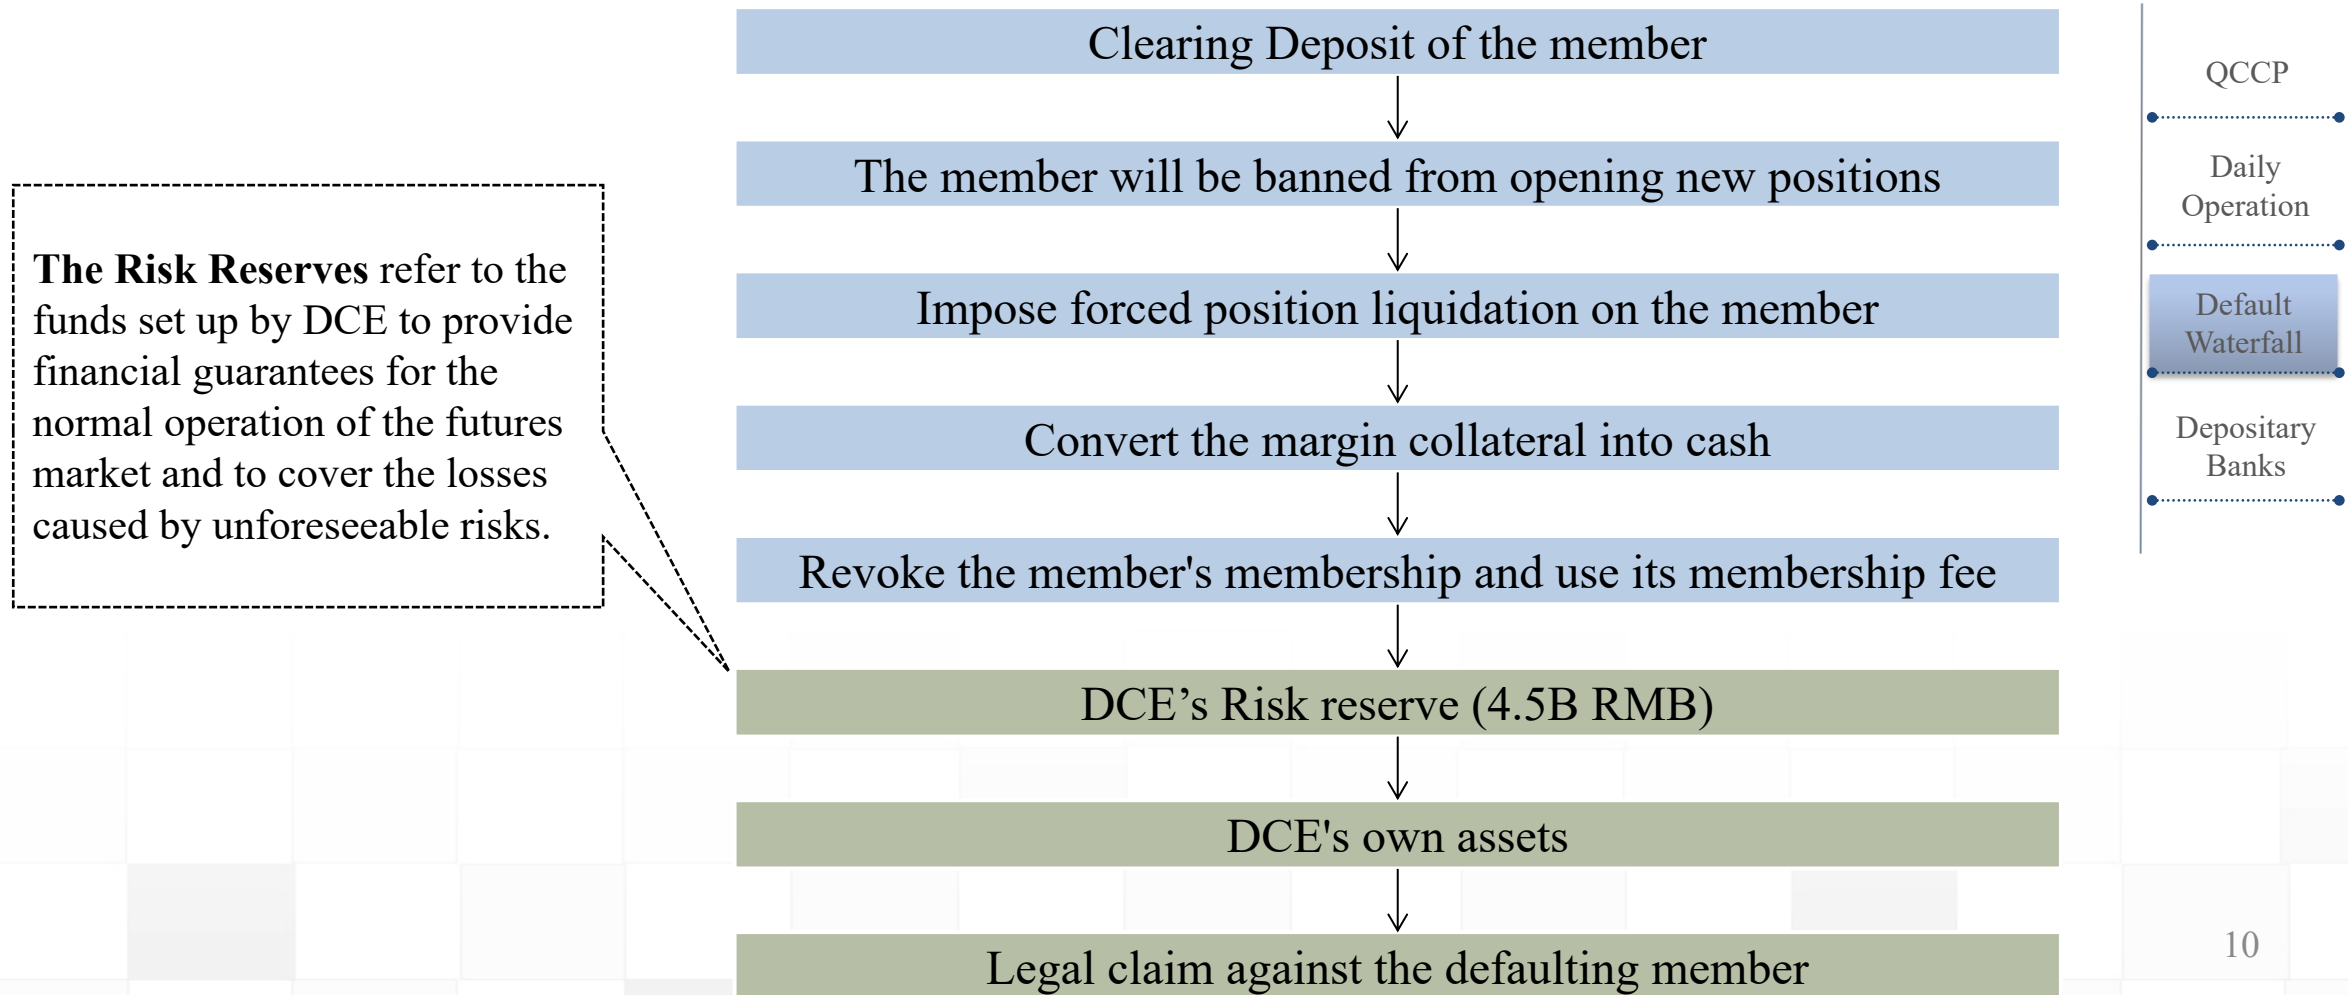 Clearing Deposit of the member
The member will be banned from opening new positions
Impose forced position liquidation on the member
Convert the margin collateral into cash
Revoke the member's membership and use its membership fee
DCE’s Risk reserve (4.5B RMB)
DCE's own assets
Legal claim against the defaulting member
The Risk Reserves refer to the
funds set up by DCE to provide
financial guarantees for the
normal operation of the futures
market and to cover the losses
caused by unforeseeable risks.
QCCP
Daily
Operation
Default
Waterfall
Depositary
Banks
10